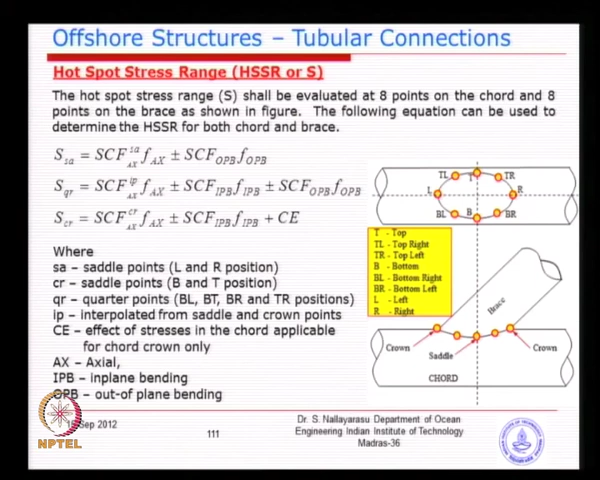 Offshore Structures – Tubular Connections
Hot Spot Stress Range (HSSR or S)
The hot spot stress range (S) shall be evaluated at 8 points on the chord and 8
points on the brace as shown in figure. The following equation can be used to
determine the HSSR for both chord and brace.
S_sa = SCF_AX^sa f_AX ± SCF_OPB f_OPB
S_qr = SCF_AX^ip f_AX ± SCF_IPB f_IPB ± SCF_OPB f_OPB
S_cr = SCF_AX^cr f_AX ± SCF_IPB f_IPB + CE
Where
sa – saddle points (L and R position)
cr – saddle points (B and T position)
qr – quarter points (BL, BT, BR and TR positions)
ip – interpolated from saddle and crown points
CE – effect of stresses in the chord applicable
for chord crown only
AX – Axial,
IPB – inplane bending
OPB – out-of plane bending
TL
T
TR
L
R
BL
B
BR
T - Top
TL - Top Right
TR - Top Left
B - Bottom
BL - Bottom Right
BR - Bottom Left
L - Left
R - Right
Brace
Crown
Saddle
Crown
CHORD
Sep 2012
111
Dr. S. Nallayarasu Department of Ocean
Engineering Indian Institute of Technology
Madras-36
NPTEL